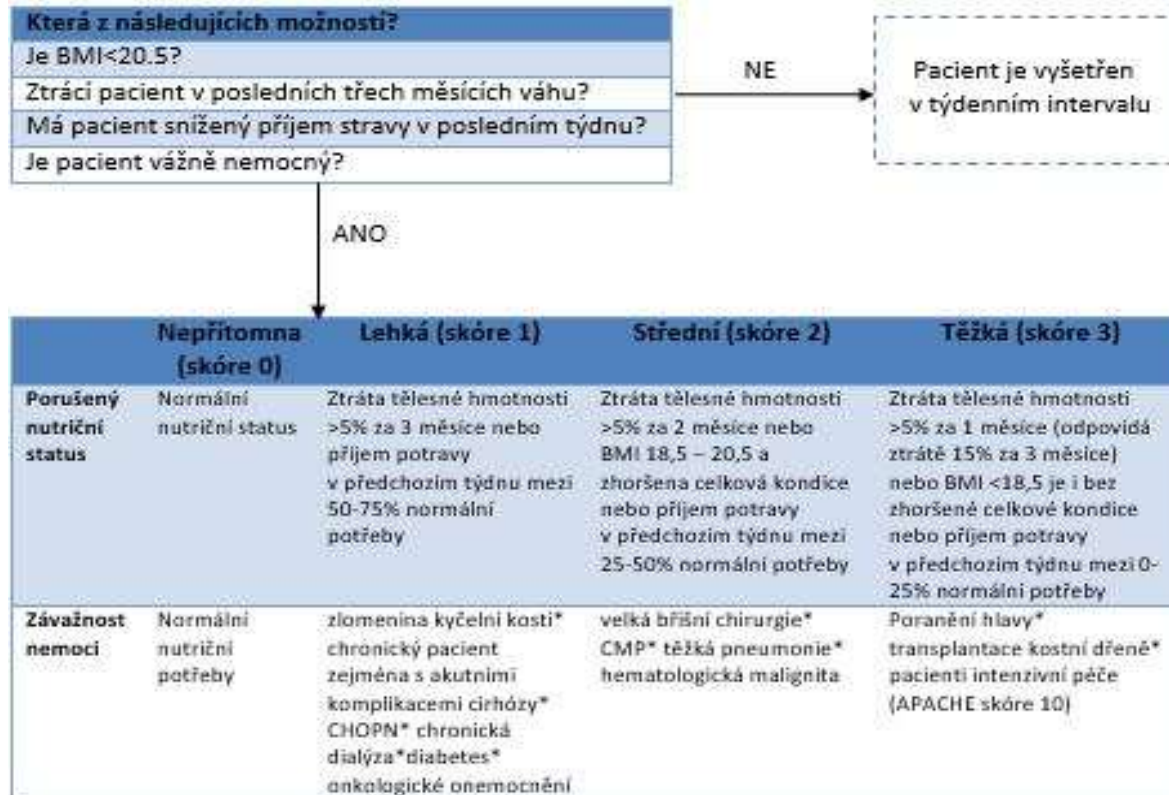 Která z následujících možností?
Je BMI<20.5?
Ztrácí pacient v posledních třech měsících váhu?
Má pacient snížený příjem stravy v posledním týdnu?
Je pacient vážně nemocný?
NE
Pacient je vyšetřen
v týdenním intervalu
ANO
Nepřítomna
(skóre 0)
Lehká (skóre 1)
Střední (skóre 2)
Těžká (skóre 3)
Porušený
nutriční
status
Normální
nutriční status
Ztráta tělesné hmotnosti
>5% za 3 měsíce nebo
příjem potravy
v předchozím týdnu mezi
50-75% normální
potřeby
Ztráta tělesné hmotnosti
>5% za 2 měsíce nebo
BMI 18,5 – 20,5 a
zhoršena celková kondice
nebo příjem potravy
v předchozím týdnu mezi
25-50% normální potřeby
Ztráta tělesné hmotnosti
>5% za 1 měsíce (odpovídá
ztrátě 15% za 3 měsíce)
nebo BMI <18,5 je i bez
zhoršené celkové kondice
nebo příjem potravy
v předchozím týdnu mezi 0-
25% normální potřeby
Závažnost
nemoci
Normální
nutriční
potřeby
zlomenina kyčelní kosti*
chronický pacient
zejména s akutními
komplikacemi cirhózy*
CHOPN* chronická
dialýza*diabetes*
onkologické onemocnění
velká břišní chirurgie*
CMP* těžká pneumonie*
hematologická malignita
Poranění hlavy*
transplantace kostní dřeně*
pacienti intenzivní péče
(APACHE skóre 10)